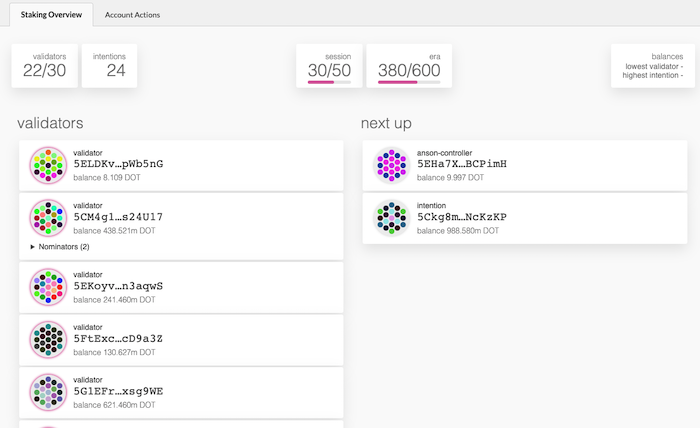 Staking Overview
Account Actions
validators
22/30
intentions
24
session
30/50
era
380/600
balances
lowest validator -
highest intention -
validators
validator
5ELDKv…pWb5nG
balance 8.109 DOT
validator
5CM4gl…s24U17
balance 438.521m DOT
Nominators (2)
validator
5EKoyv…n3aqwS
balance 241.460m DOT
validator
5FtExc…cD9a3Z
balance 130.627m DOT
validator
5GlEFr…xsg9WE
balance 621.460m DOT
next up
anson-controller
5EHa7X…BCPimH
balance 9.997 DOT
intention
5Ckg8m…NcKzKP
balance 988.580m DOT